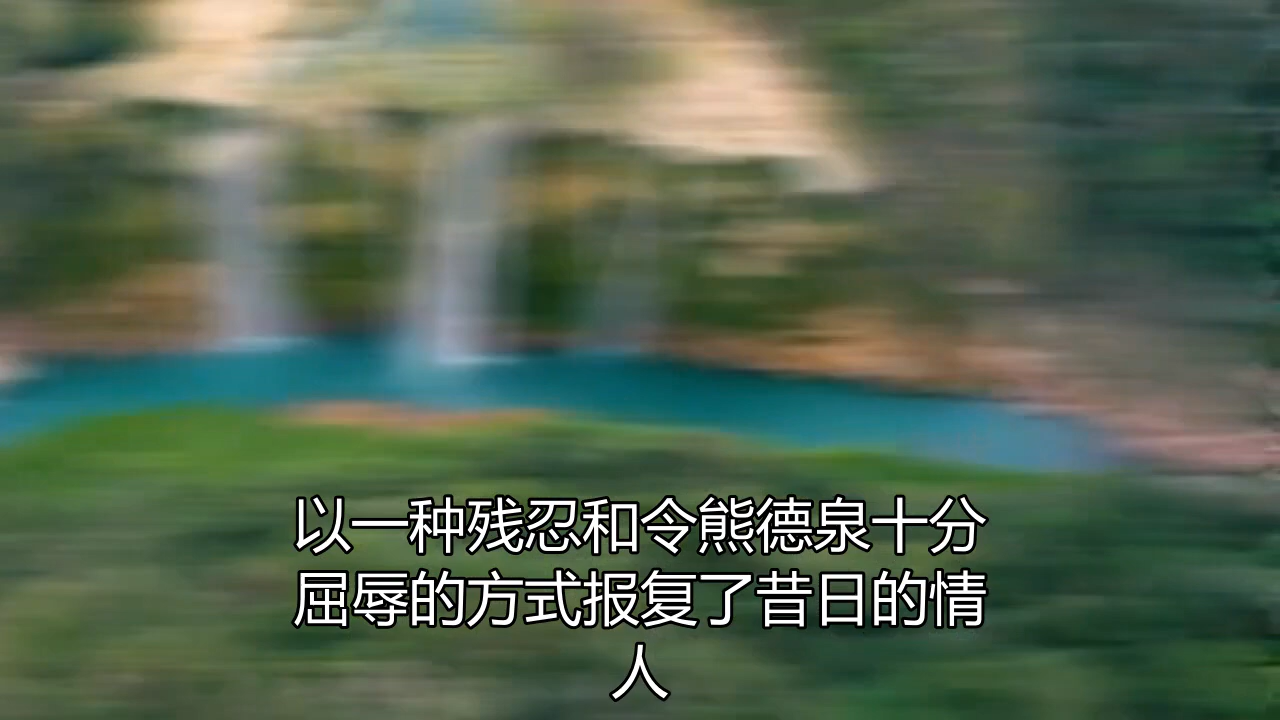 以一种残忍和令熊德泉十分
屈辱的方式报复了昔日的情
人